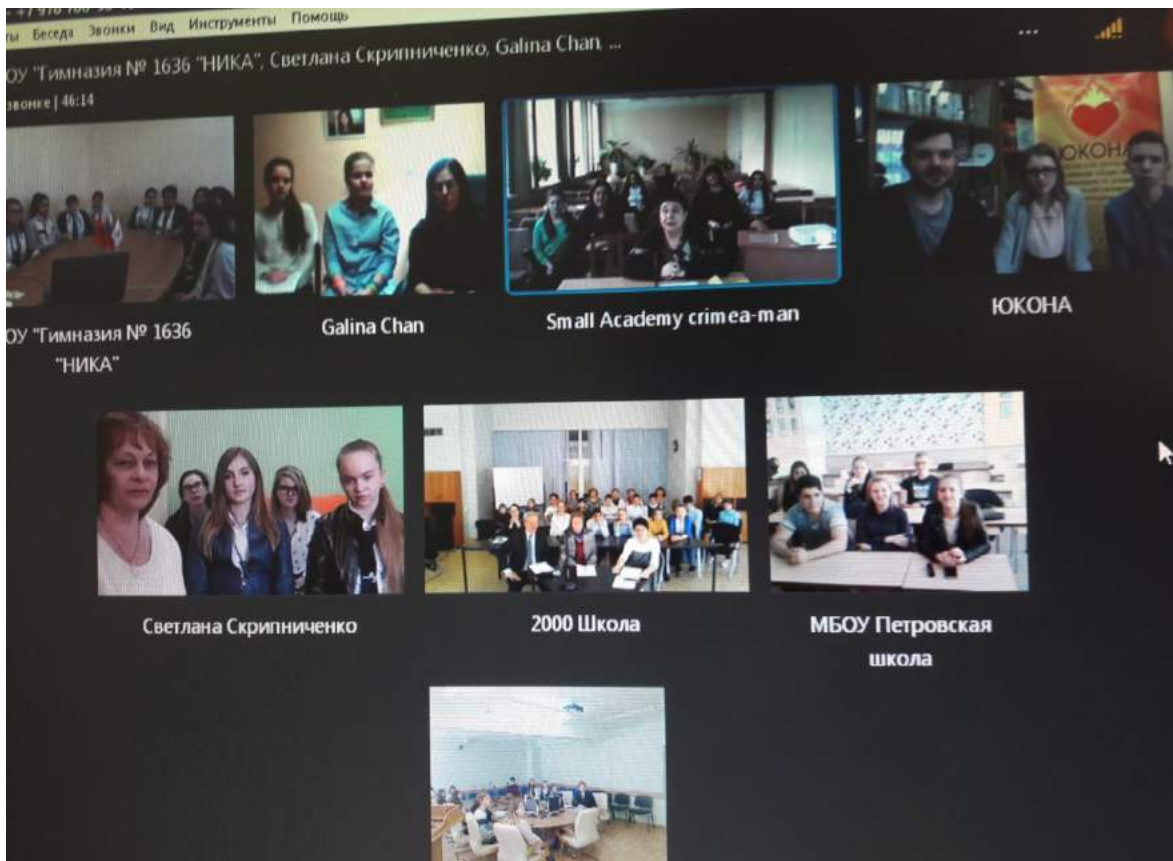 Беседа Звонки Вид Инструменты Помощь
ОУ "Гимназия № 1636 "НИКА", Светлана Скрипниченко, Galina Chan, ...
звонке | 46:14
ЮКОНА
ОУ "Гимназия № 1636
"НИКА"
Galina Chan
Small Academy crimea-man
ЮКОНА
Светлана Скрипниченко
2000 Школа
МБОУ Петровская
школа